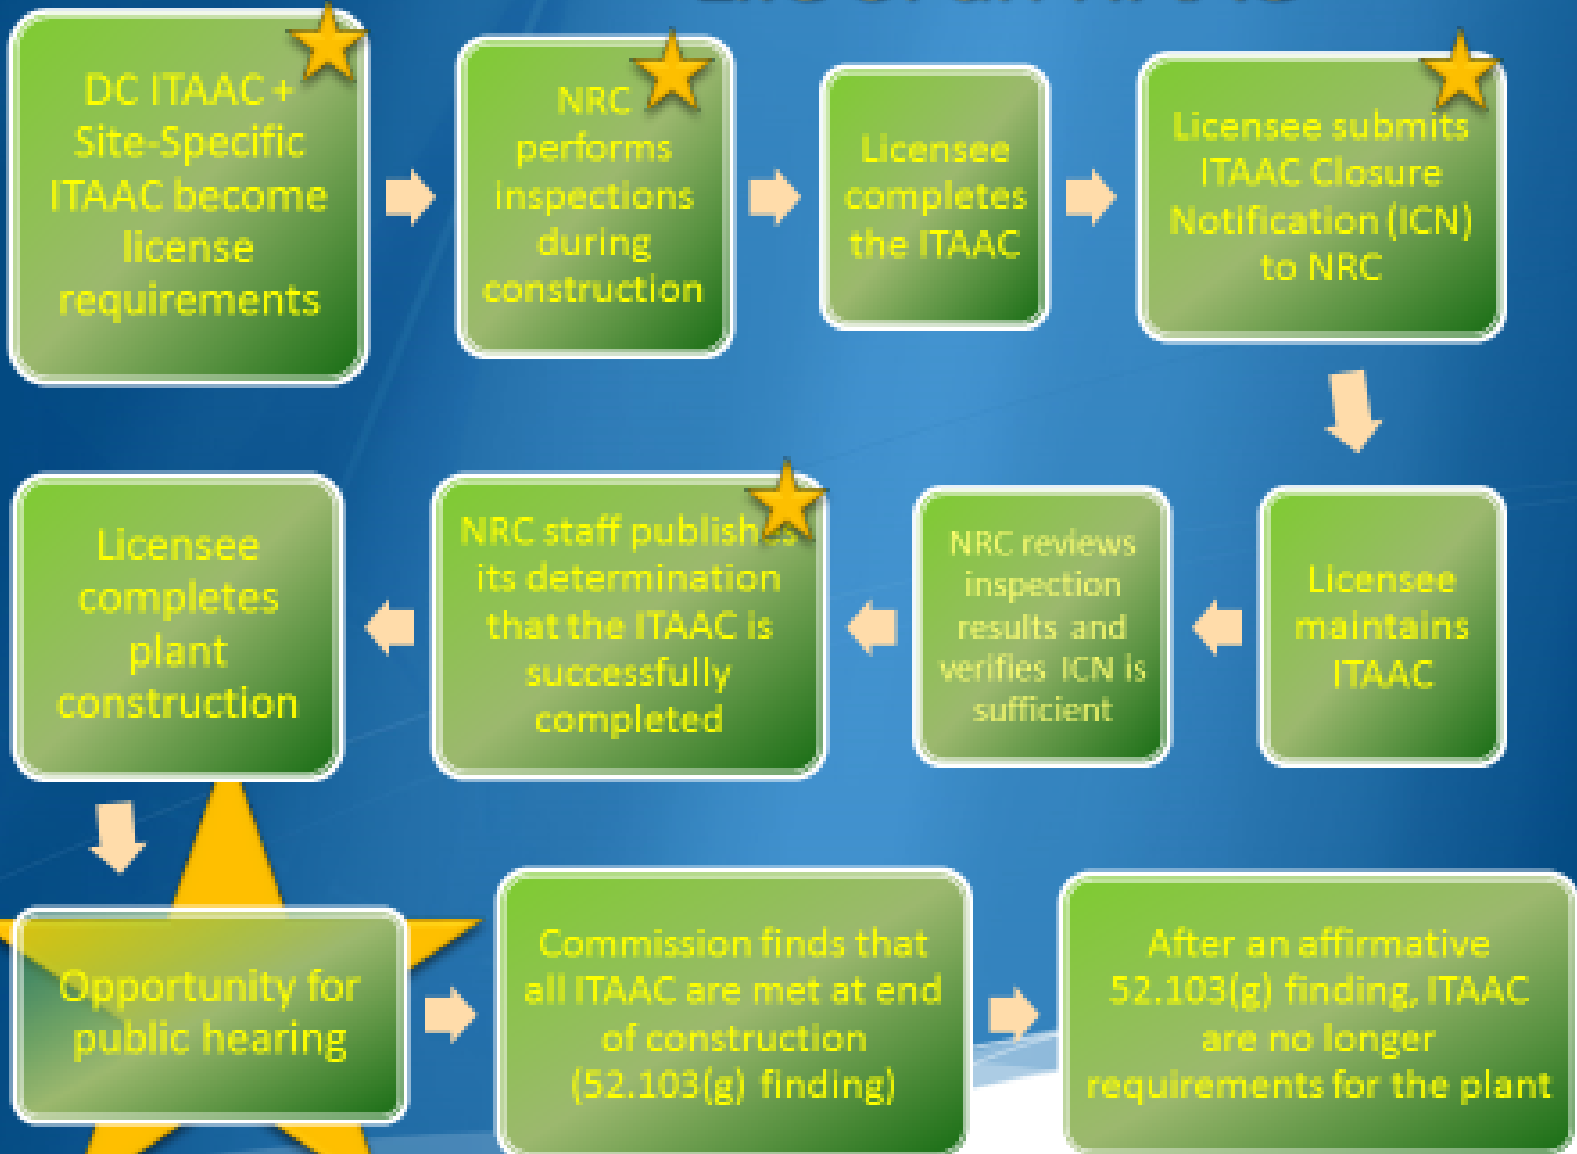 DC ITAAC +
Site-Specific
ITAAC become
license
requirements
NRC
performs
inspections
during
construction
Licensee
completes
the ITAAC
Licensee submits
ITAAC Closure
Notification (ICN)
to NRC
Licensee
completes
plant
construction
NRC staff publishes
its determination
that the ITAAC is
successfully
completed
NRC reviews
inspection
results and
verifies ICN is
sufficient
Licensee
maintains
ITAAC
Opportunity for
public hearing
Commission finds that
all ITAAC are met at end
of construction
(52.103(g) finding)
After an affirmative
52.103(g) finding, ITAAC
are no longer
requirements for the plant